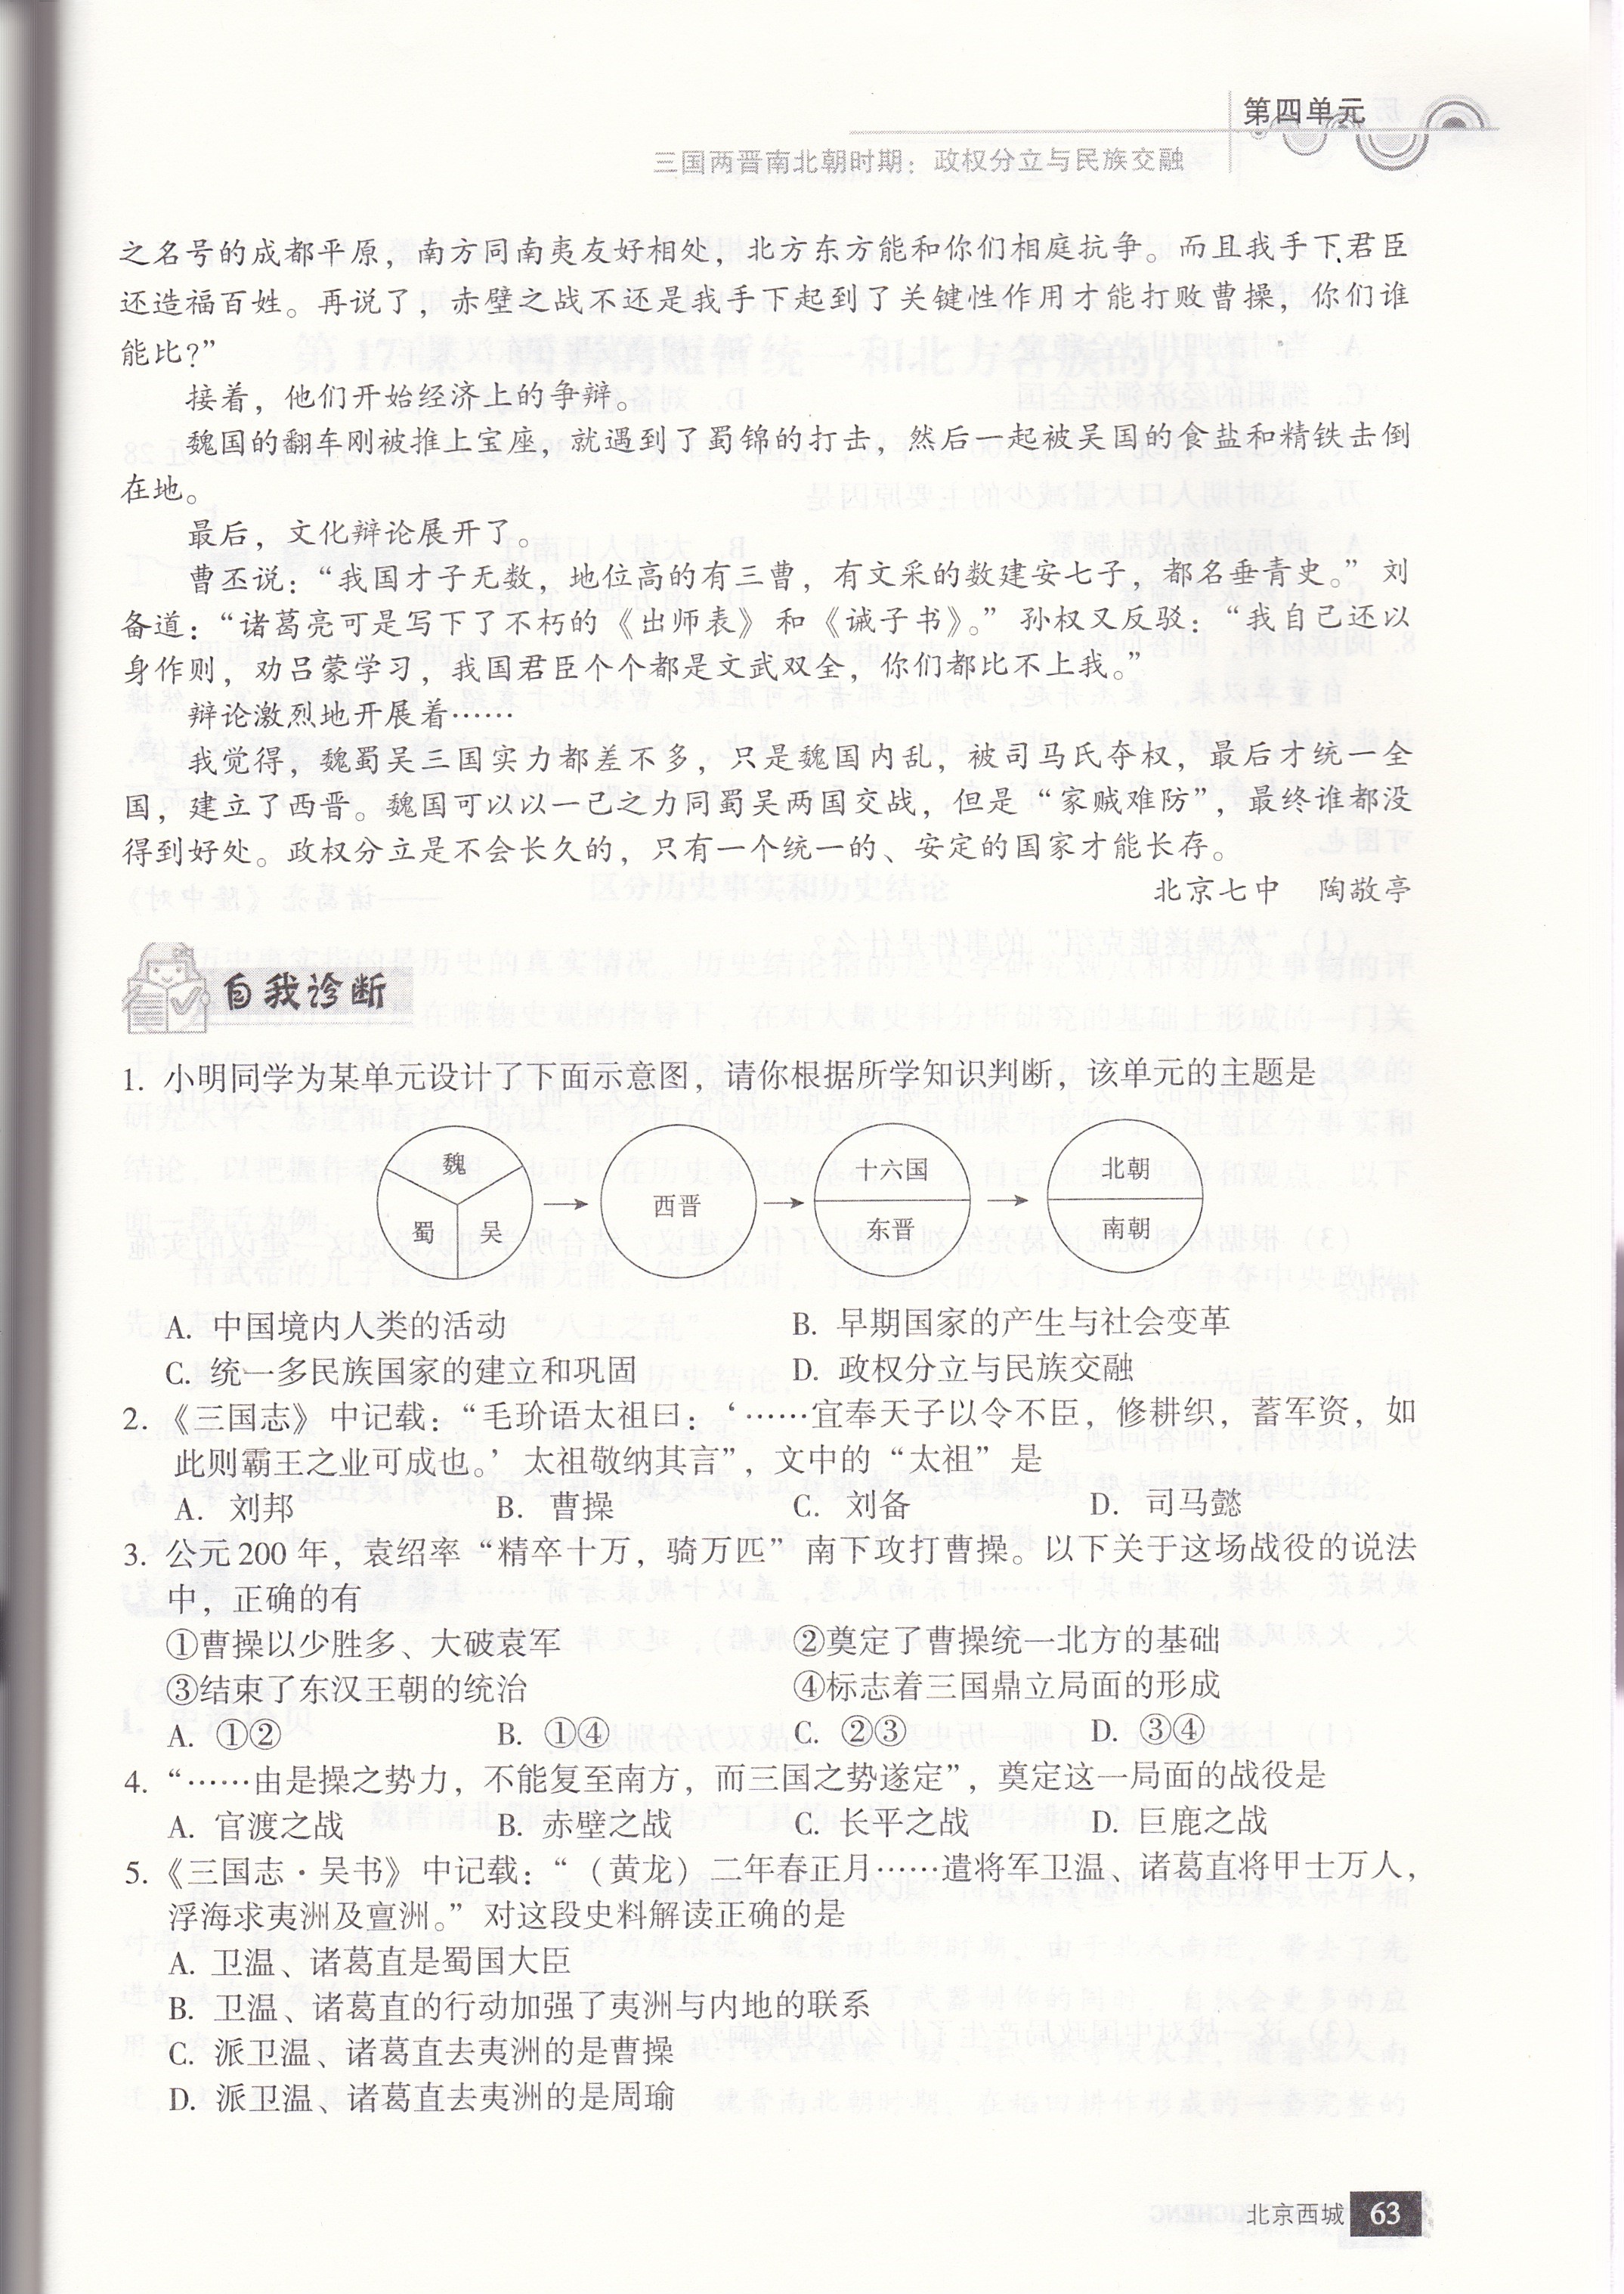 第四单元
三国两晋南北朝时期：政权分立与民族交融
之名号的成都平原，南方同南夷友好相处，北方东方能和你们相庭抗争。而且我手下君臣
还造福百姓。再说了，赤壁之战不还是我手下起到了关键性作用才能打败曹操，你们谁
能比？”
接着，他们开始经济上的争辩。
魏国的翻车刚被推上宝座，就遇到了蜀锦的打击，然后一起被吴国的食盐和精铁击倒
在地。
最后，文化辩论展开了。
曹丕说：“我国才子无数，地位高的有三曹，有文采的数建安七子，都名垂青史。”刘
备道：“诸葛亮可是写下了不朽的《出师表》和《诫子书》。”孙权又反驳：“我自己还以
身作则，劝吕蒙学习，我国君臣个个都是文武双全，你们都比不上我。”
辩论激烈地开展着……
我觉得，魏蜀吴三国实力都差不多，只是魏国内乱，被司马氏夺权，最后才统一全
国，建立了西晋。魏国可以以一己之力同蜀吴两国交战，但是“家贼难防”，最终谁都没
得到好处。政权分立是不会长久的，只有一个统一的、安定的国家才能长存。
北京七中 陶敬亭
自我诊断
1. 小明同学为某单元设计了下面示意图，请你根据所学知识判断，该单元的主题是
魏 蜀 吴
西晋
十六国 东晋
北朝 南朝
A. 中国境内人类的活动 B. 早期国家的产生与社会变革
C. 统一多民族国家的建立和巩固 D. 政权分立与民族交融
2.《三国志》中记载：“毛玠语太祖曰：‘……宜奉天子以令不臣，修耕织，蓄军资，如
此则霸王之业可成也。’太祖敬纳其言”，文中的“太祖”是
A. 刘邦 B. 曹操 C. 刘备 D. 司马懿
3. 公元200年，袁绍率“精卒十万，骑万匹”南下攻打曹操。以下关于这场战役的说法
中，正确的有
①曹操以少胜多、大破袁军 ②奠定了曹操统一北方的基础
③结束了东汉王朝的统治 ④标志着三国鼎立局面的形成
A. ①② B. ①④ C. ②③ D. ③④
4. “……由是操之势力，不能复至南方，而三国之势遂定”，奠定这一局面的战役是
A. 官渡之战 B. 赤壁之战 C. 长平之战 D. 巨鹿之战
5.《三国志·吴书》中记载：“（黄龙）二年春正月……遣将军卫温、诸葛直将甲士万人，
浮海求夷洲及亶洲。”对这段史料解读正确的是
A. 卫温、诸葛直是蜀国大臣
B. 卫温、诸葛直的行动加强了夷洲与内地的联系
C. 派卫温、诸葛直去夷洲的是曹操
D. 派卫温、诸葛直去夷洲的是周瑜
北京西城 63